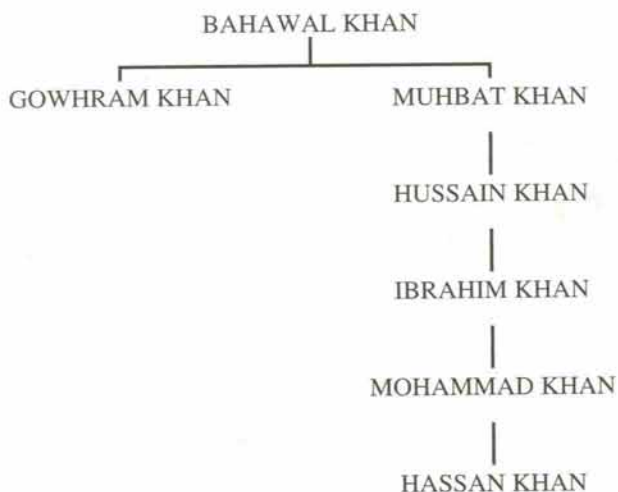 BAHAWAL KHAN
GOWHRAM KHAN MUHBAT KHAN
HUSSAIN KHAN
IBRAHIM KHAN
MOHAMMAD KHAN
HASSAN KHAN